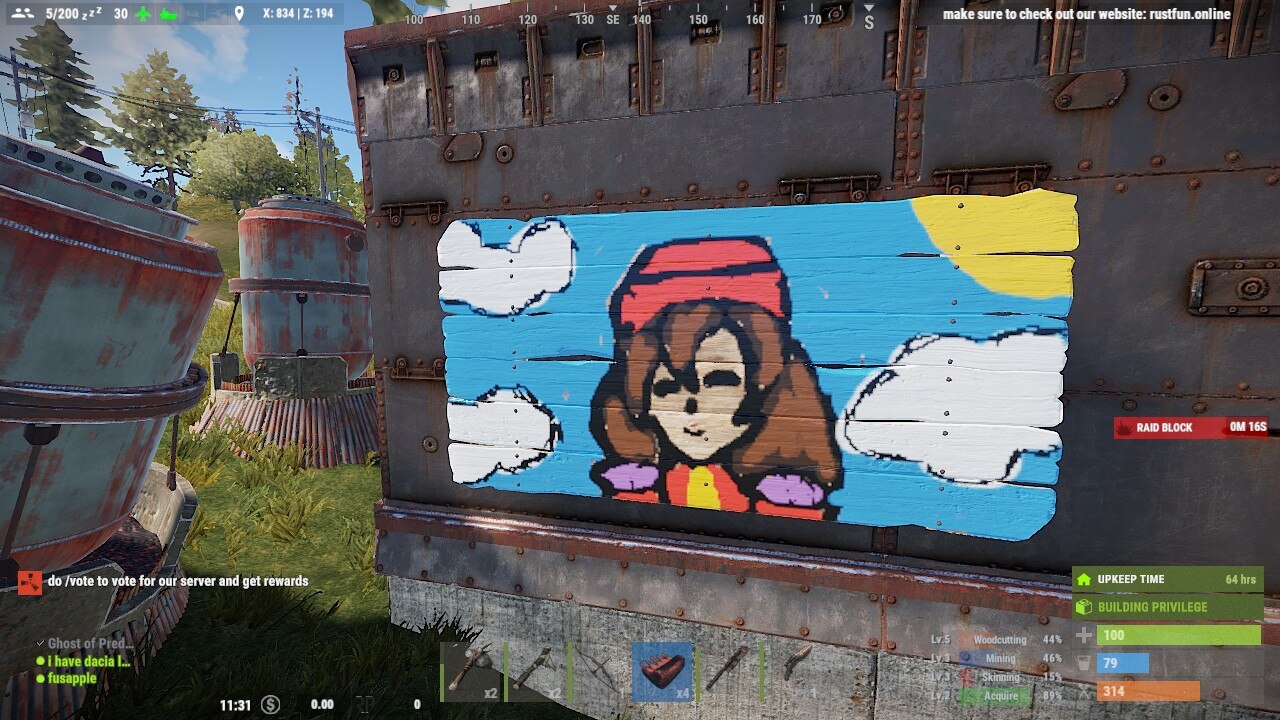 5/200 zzz 30 X: 834 | Z: 194
100 110 120 130 SE 140 150 160 170 S
make sure to check out our website: rustfun.online
RAID BLOCK 0M 16S
do /vote to vote for our server and get rewards
UPKEEP TIME 64 hrs
BUILDING PRIVILEGE
✓ Ghost of Pred...
i have dacia l...
fusapple
Lv.5 Woodcutting 44%
Lv.3 Mining 46%
Lv.3 Skinning 15%
Lv.2 Acquire 89%
100
79
314
x2 x2 x4 1
11:31 $ 0.00 RP 0